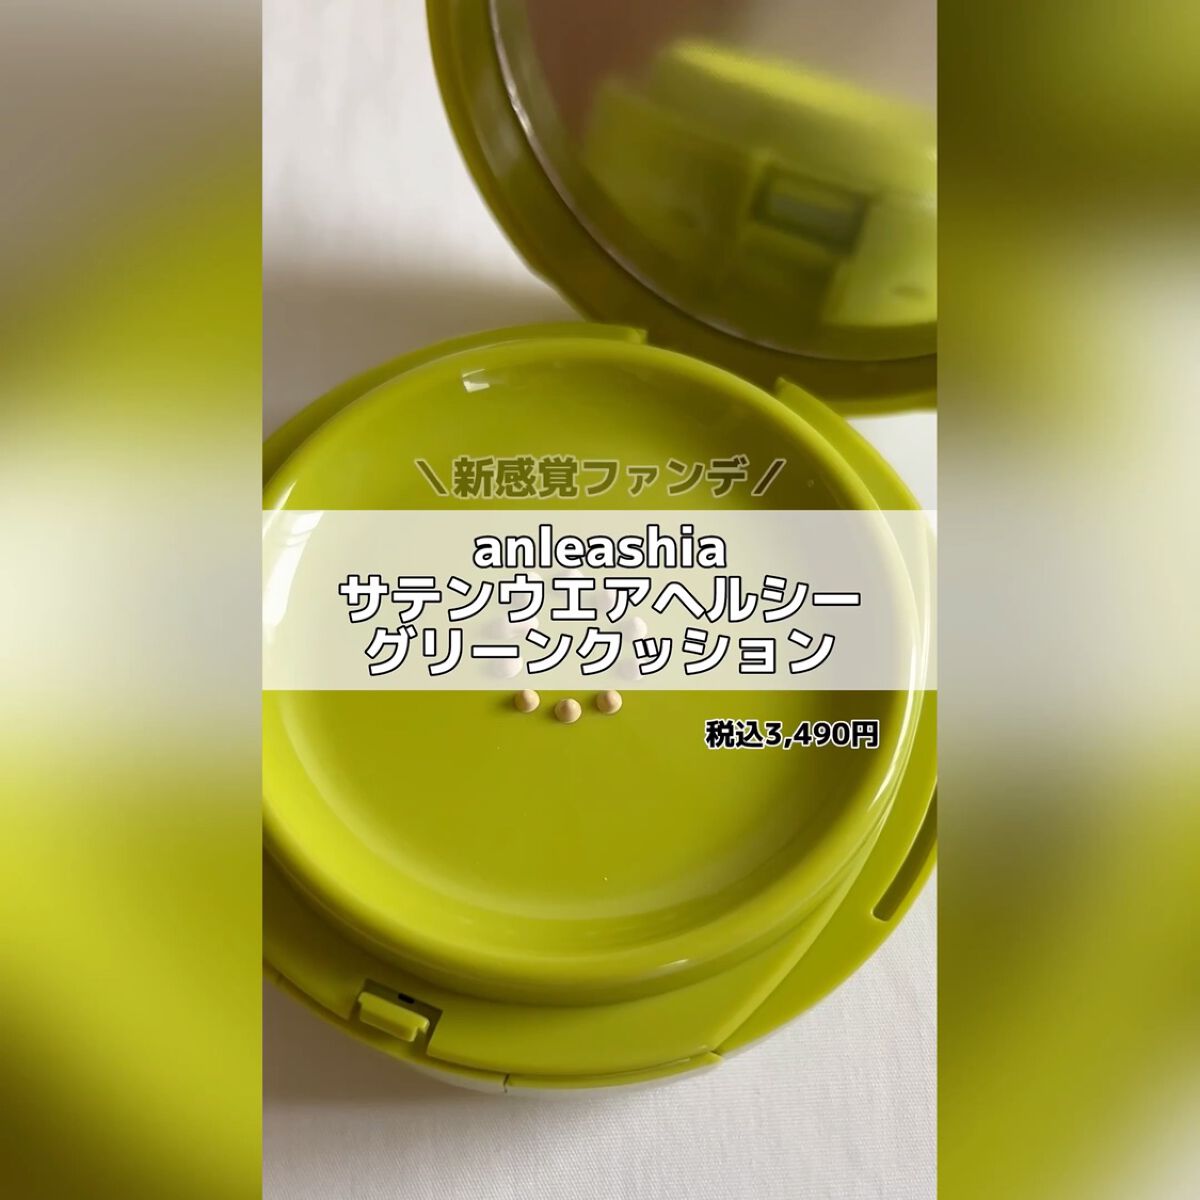 ＼新感覚ファンデ／
anleashia
サテンウエアヘルシー
グリーンクッション
税込3,490円